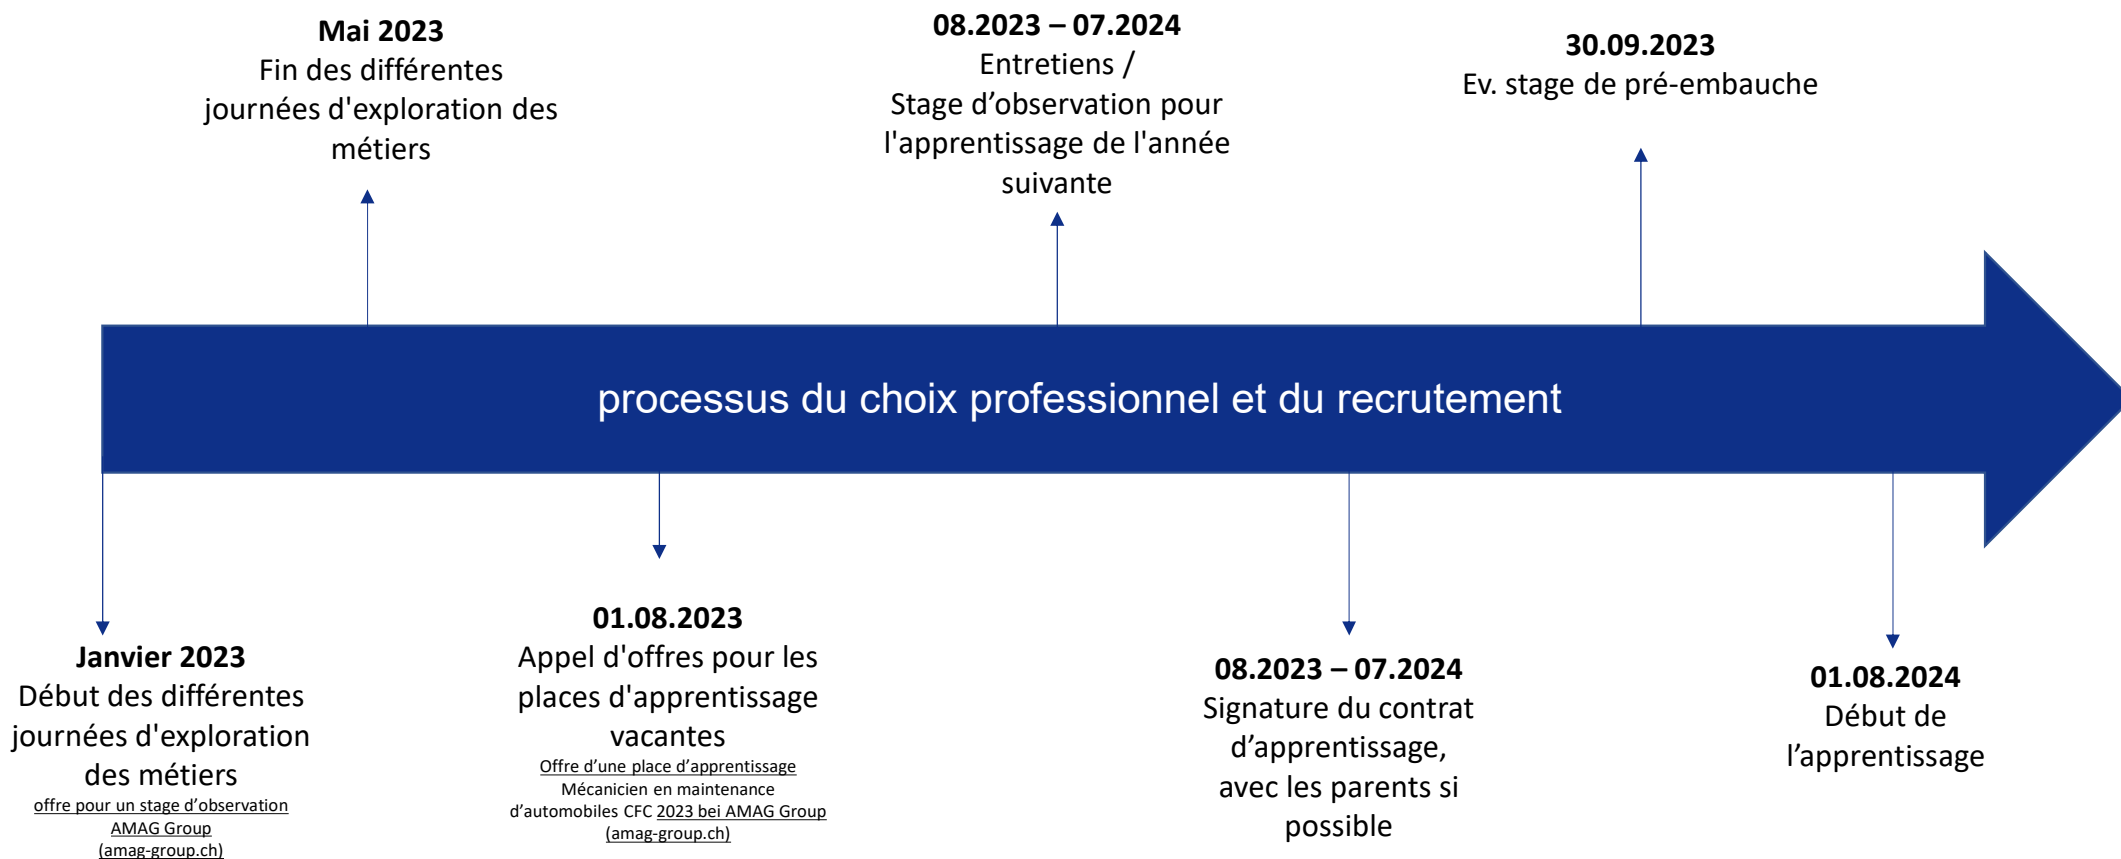 Mai 2023
Fin des différentes
journées d'exploration des
métiers
08.2023 – 07.2024
Entretiens /
Stage d’observation pour
l'apprentissage de l'année
suivante
30.09.2023
Ev. stage de pré-embauche
processus du choix professionnel et du recrutement
Janvier 2023
Début des différentes
journées d'exploration
des métiers
offre pour un stage d’observation
AMAG Group
(amag-group.ch)
01.08.2023
Appel d'offres pour les
places d'apprentissage
vacantes
Offre d’une place d’apprentissage
Mécanicien en maintenance
d’automobiles CFC 2023 bei AMAG Group
(amag-group.ch)
08.2023 – 07.2024
Signature du contrat
d’apprentissage,
avec les parents si
possible
01.08.2024
Début de
l’apprentissage